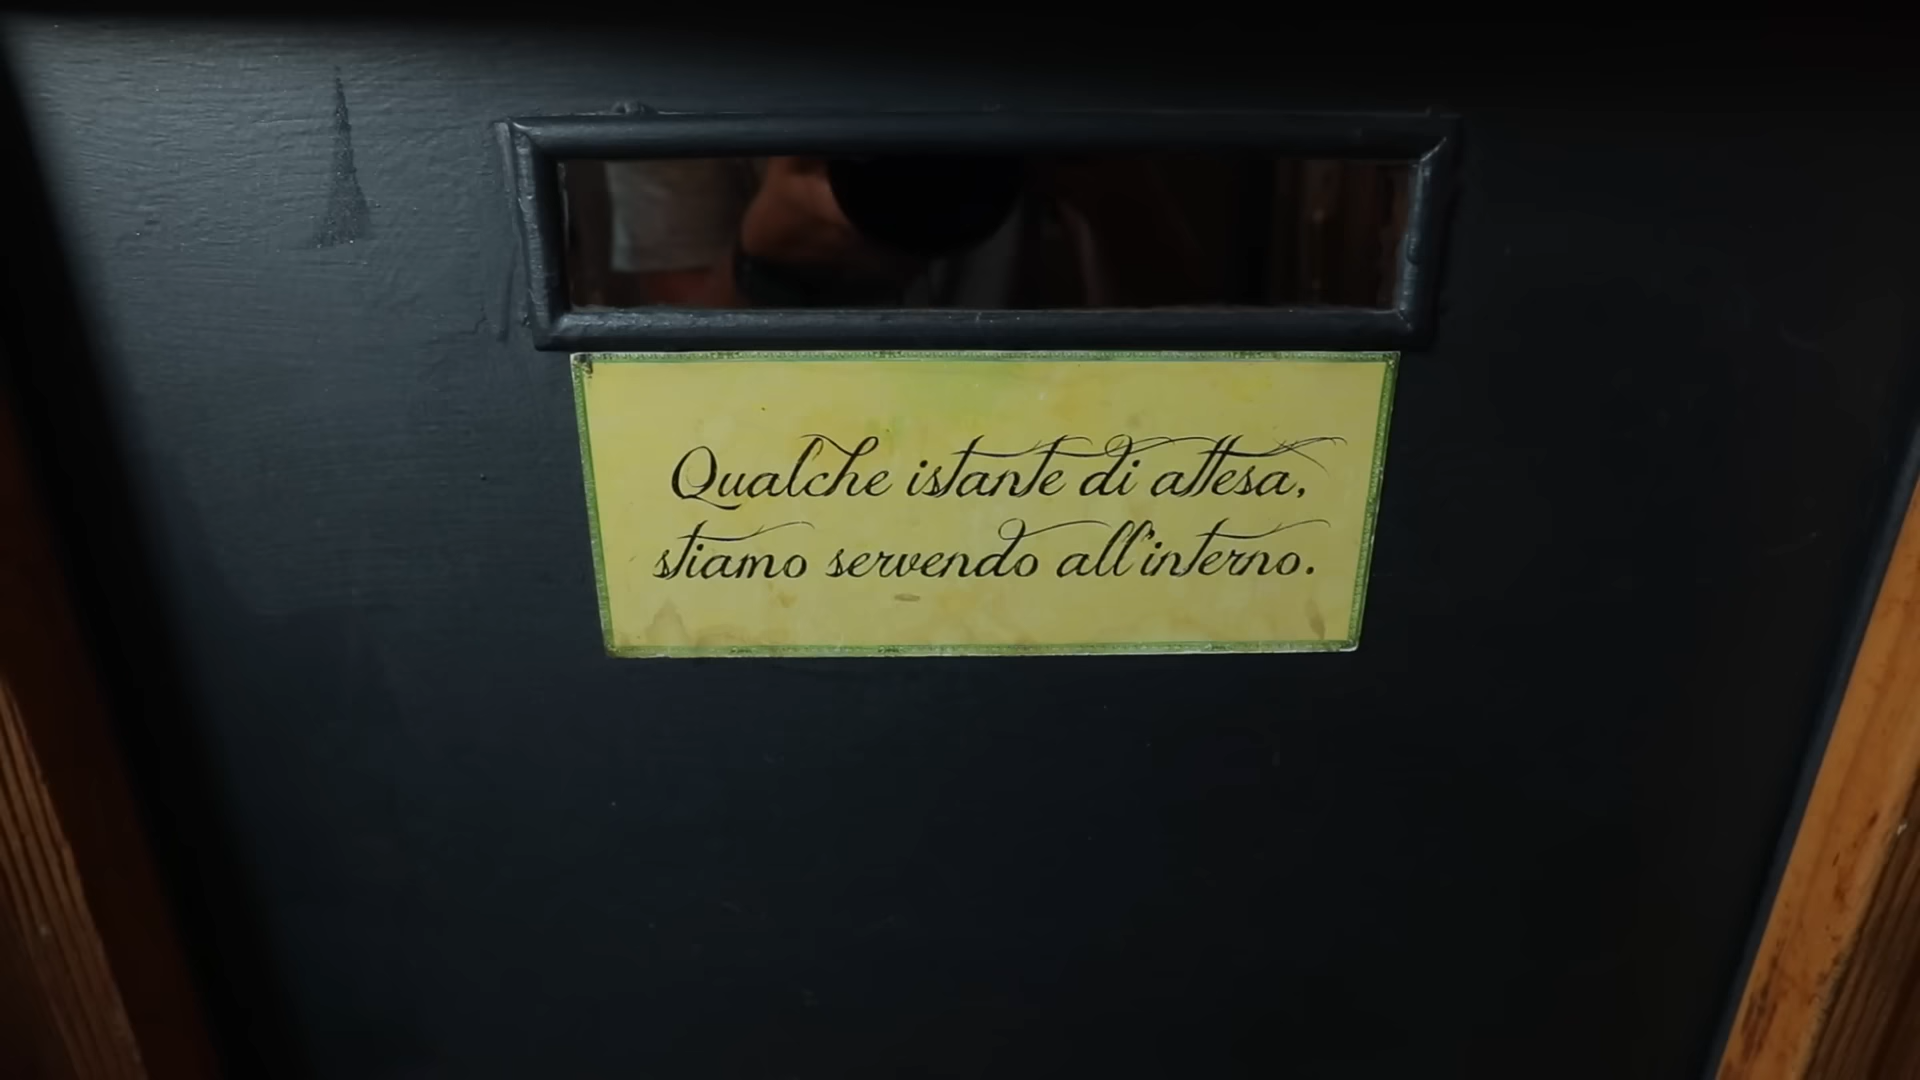 Qualche istante di attesa,
stiamo servendo all'interno.